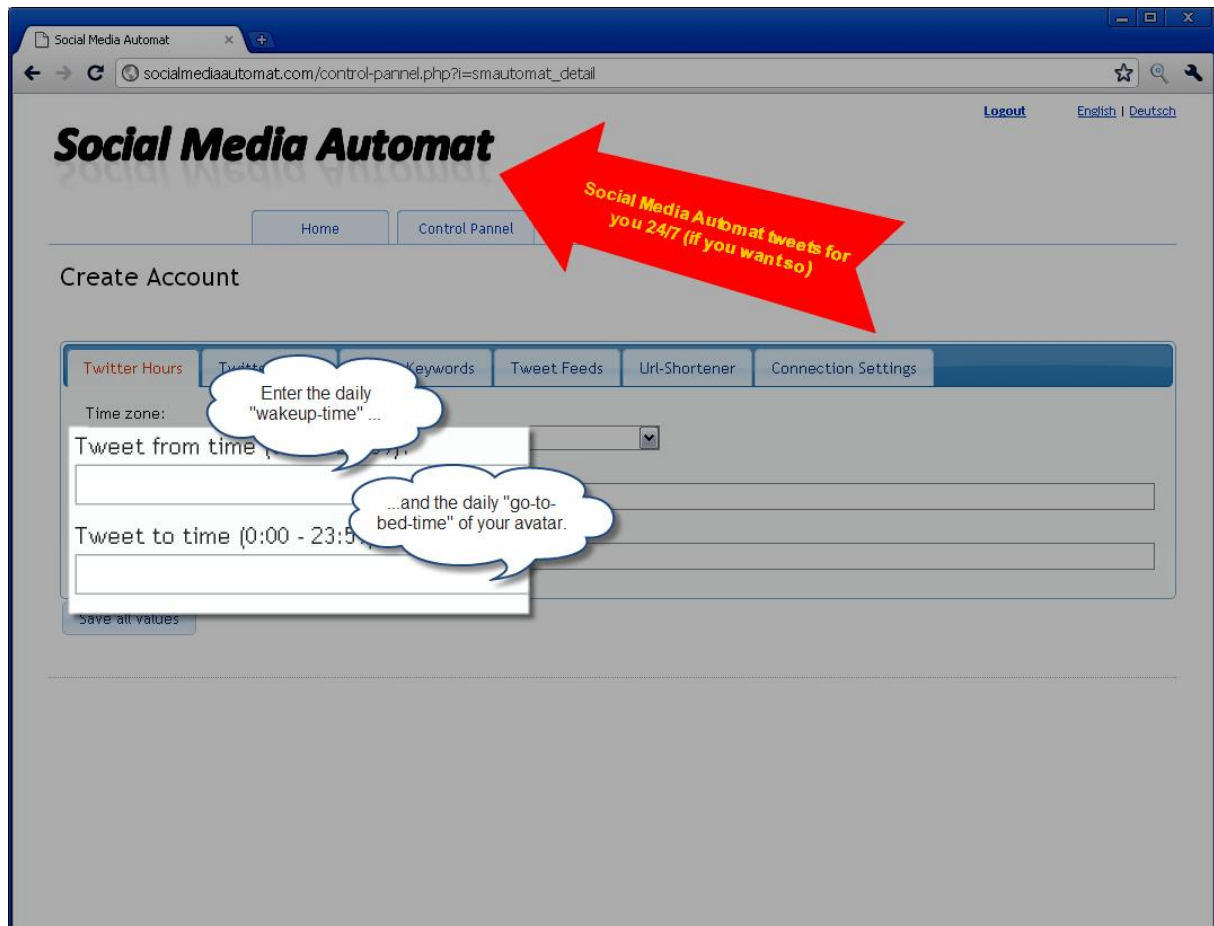 Social Media Automat
socialmediaautomat.com/control-pannel.php?i=smautomat_detail
Logout English | Deutsch
Social Media Automat
Social Media Automat tweets for
you 24/7 (if you want so)
Home Control Pannel
Create Account
Twitter Hours Keywords Tweet Feeds Url-Shortener Connection Settings
Enter the daily
"wakeup-time" ...
Time zone:
Tweet from time
...and the daily "go-to-
bed-time" of your avatar.
Tweet to time (0:00 - 23:5
Save all values